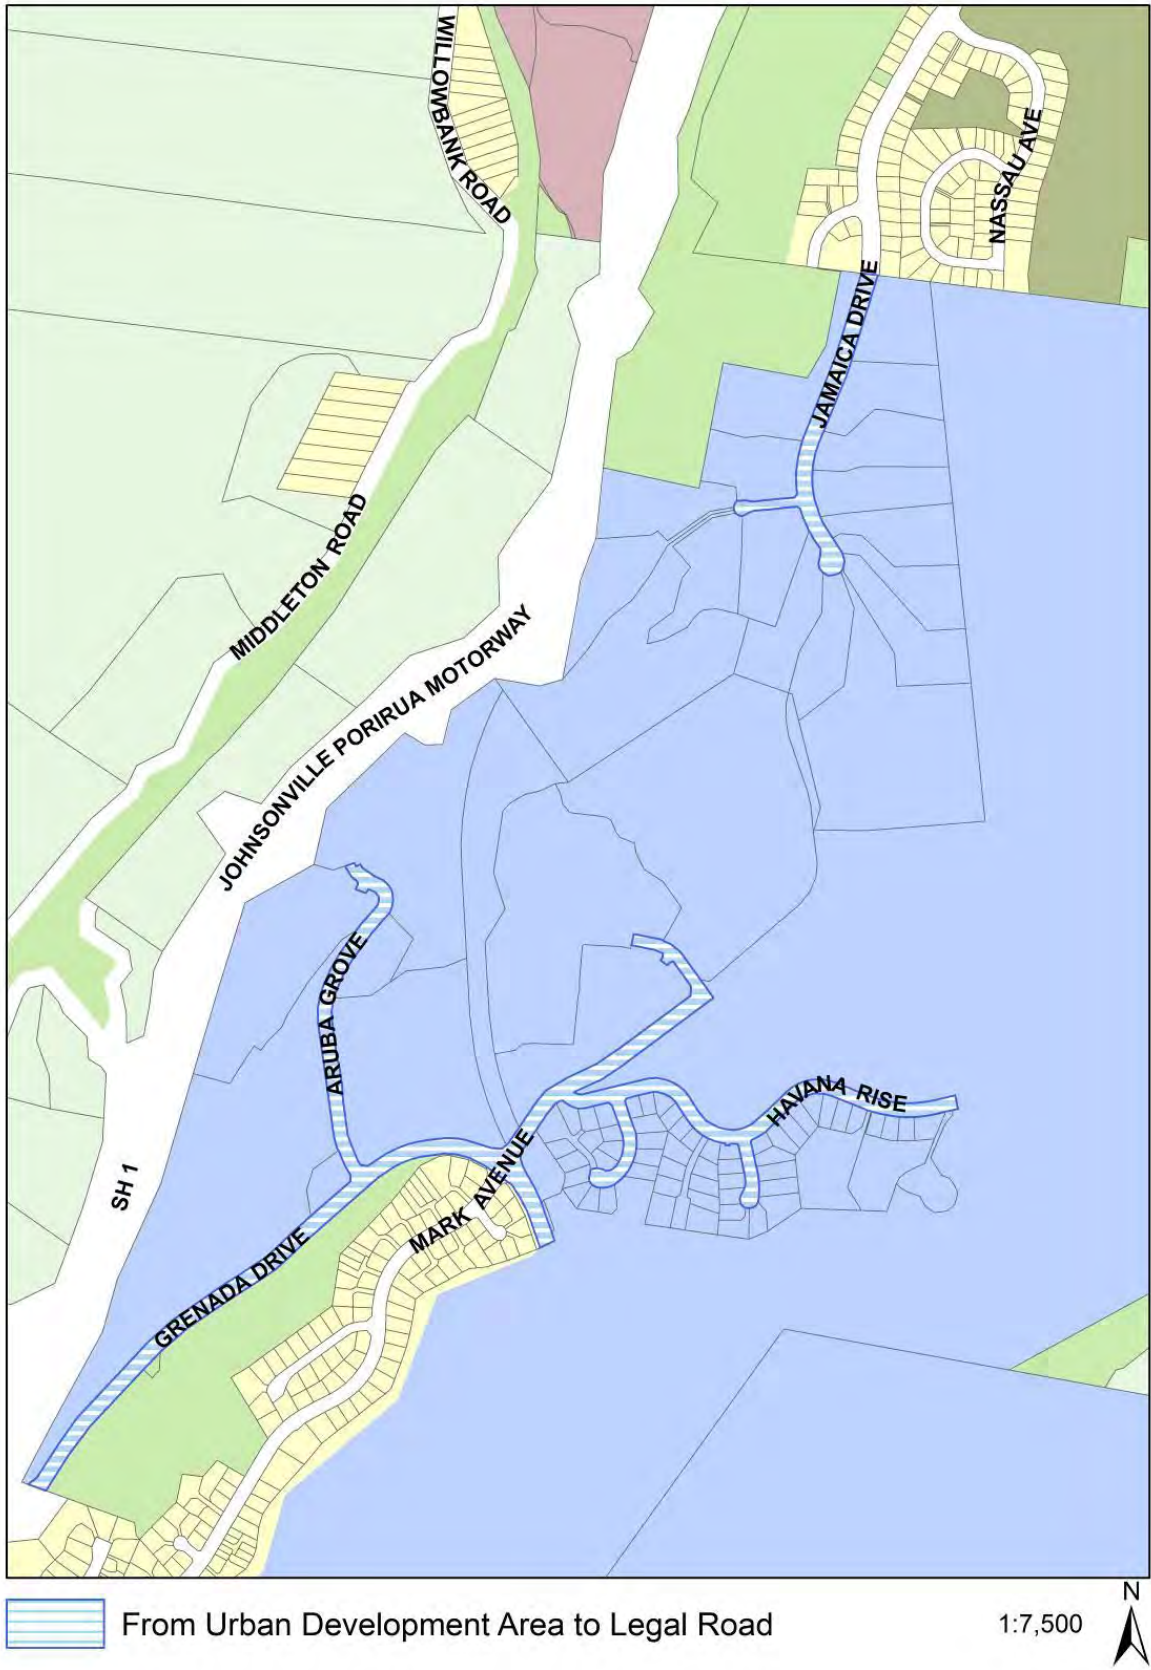 WILLOWBANK ROAD
NASSAU AVE
JAMAICA DRIVE
MIDDLETON ROAD
JOHNSONVILLE PORIRUA MOTORWAY
ARUBA GROVE
HAVANA RISE
MARK AVENUE
SH 1
GRENADA DRIVE
From Urban Development Area to Legal Road
1:7,500
N